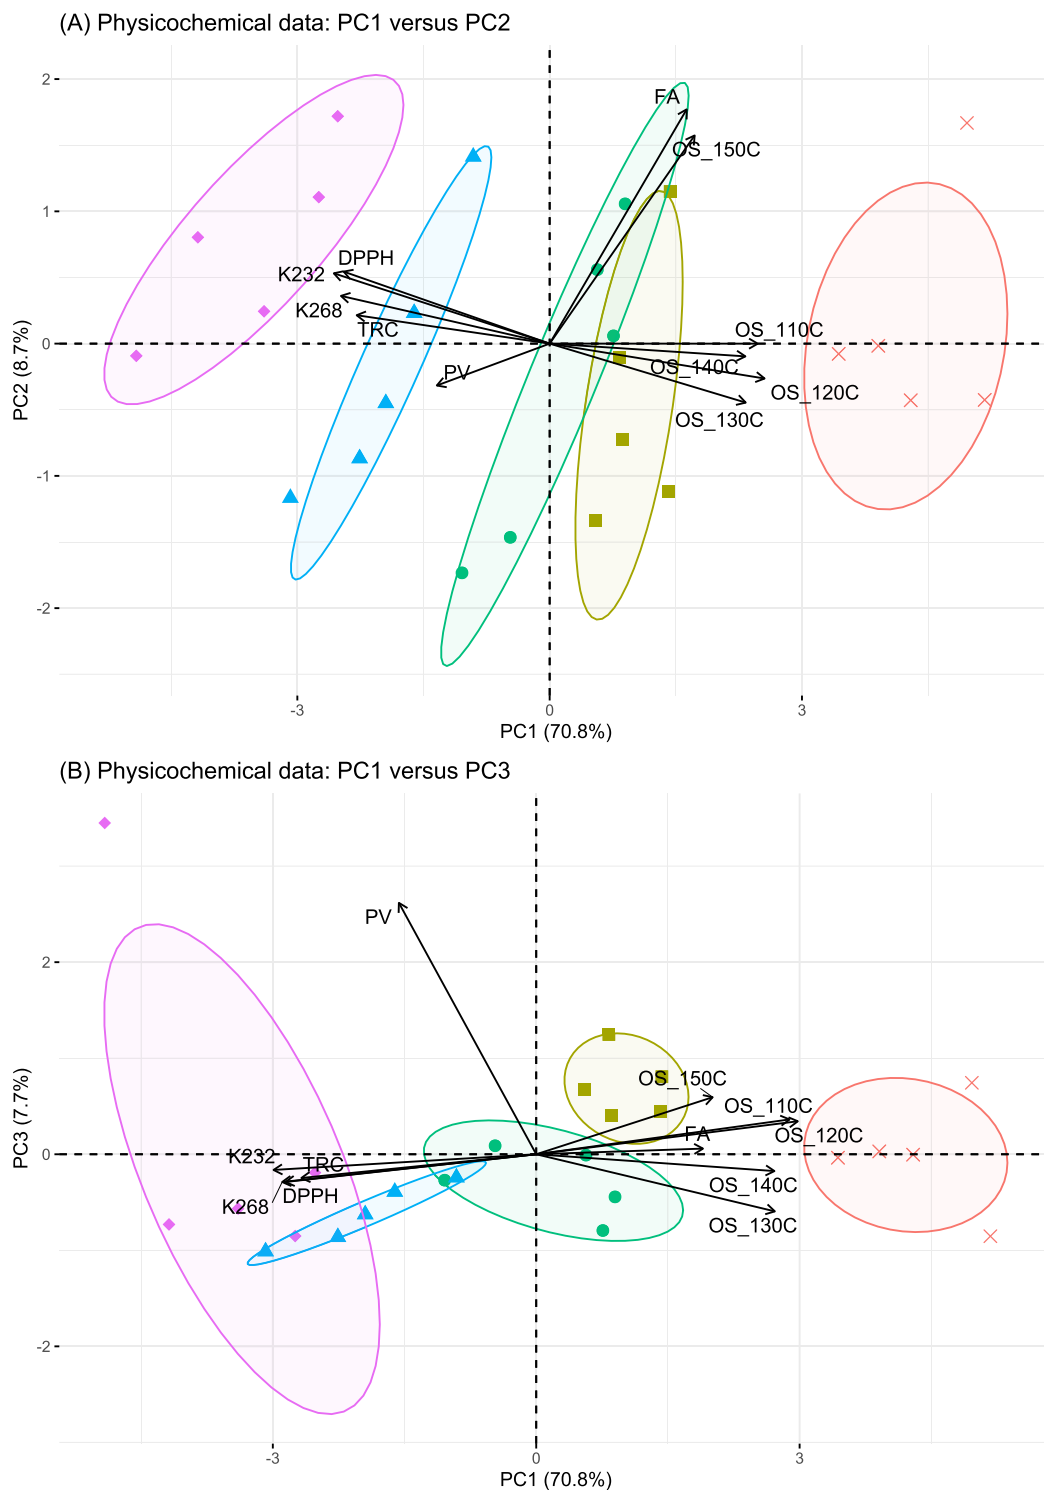 (A) Physicochemical data: PC1 versus PC2
2
1
0
-1
-2
PC2 (8.7%)
FA
OS_150C
DPPH
K232
K268
TRC
PV
OS_110C
OS_140C
OS_120C
OS_130C
-3
0
3
PC1 (70.8%)
(B) Physicochemical data: PC1 versus PC3
2
0
-2
PC3 (7.7%)
PV
OS_150C
OS_110C
FA
OS_120C
K232
TRC
DPPH
K268
OS_140C
OS_130C
-3
0
3
PC1 (70.8%)